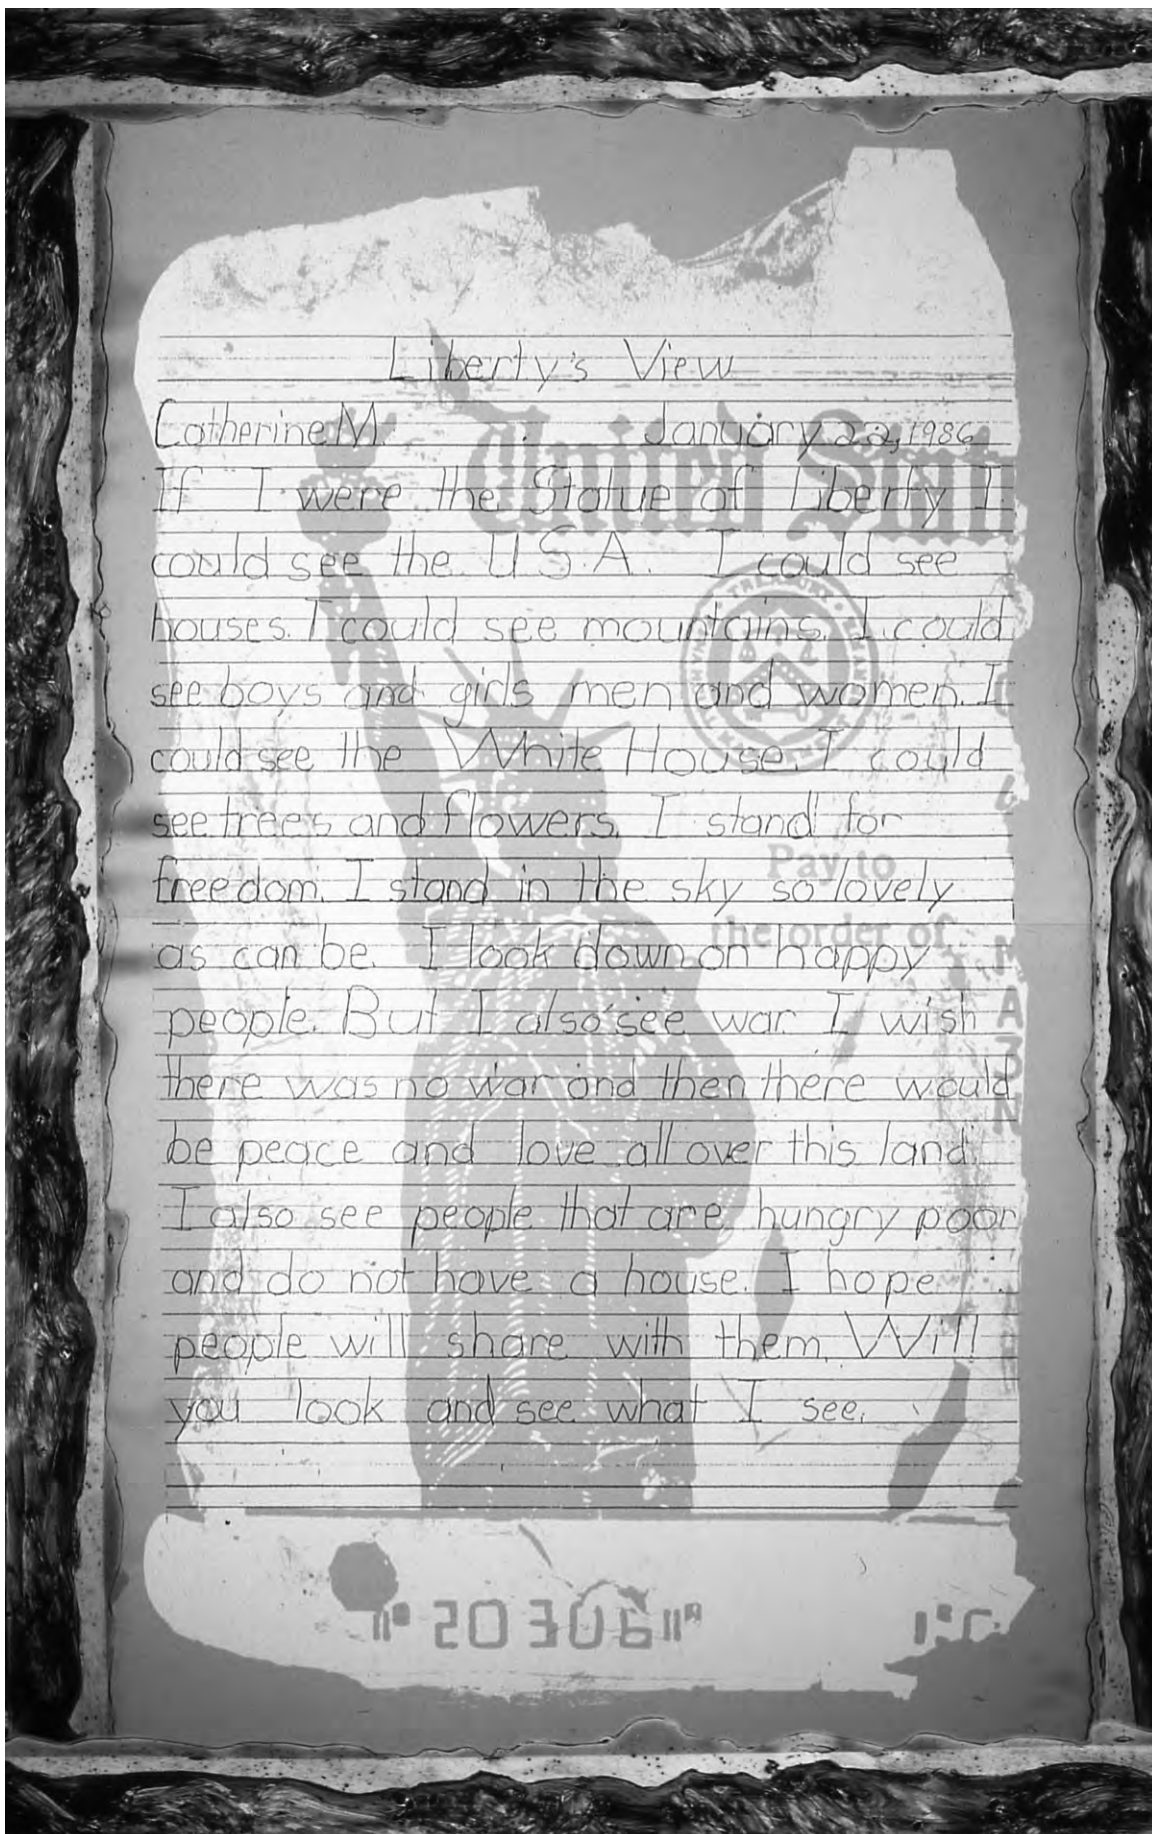 Liberty's View
Catherine M. January 22, 1986
If I were the Statue of Liberty I
could see the U.S.A. I could see
houses. I could see mountains. I could
see boys and girls men and women. I
could see the White House. I could
see trees and flowers. I stand for
freedom. I stand in the sky so lovely
as can be. I look down on happy
people. But I also see war. I wish
there was no war and then there would
be peace and love all over this land.
I also see people that are hungry poor
and do not have a house. I hope
people will share with them. Will
you look and see what I see.
United Stat
TREASURY
Pay to
the order of